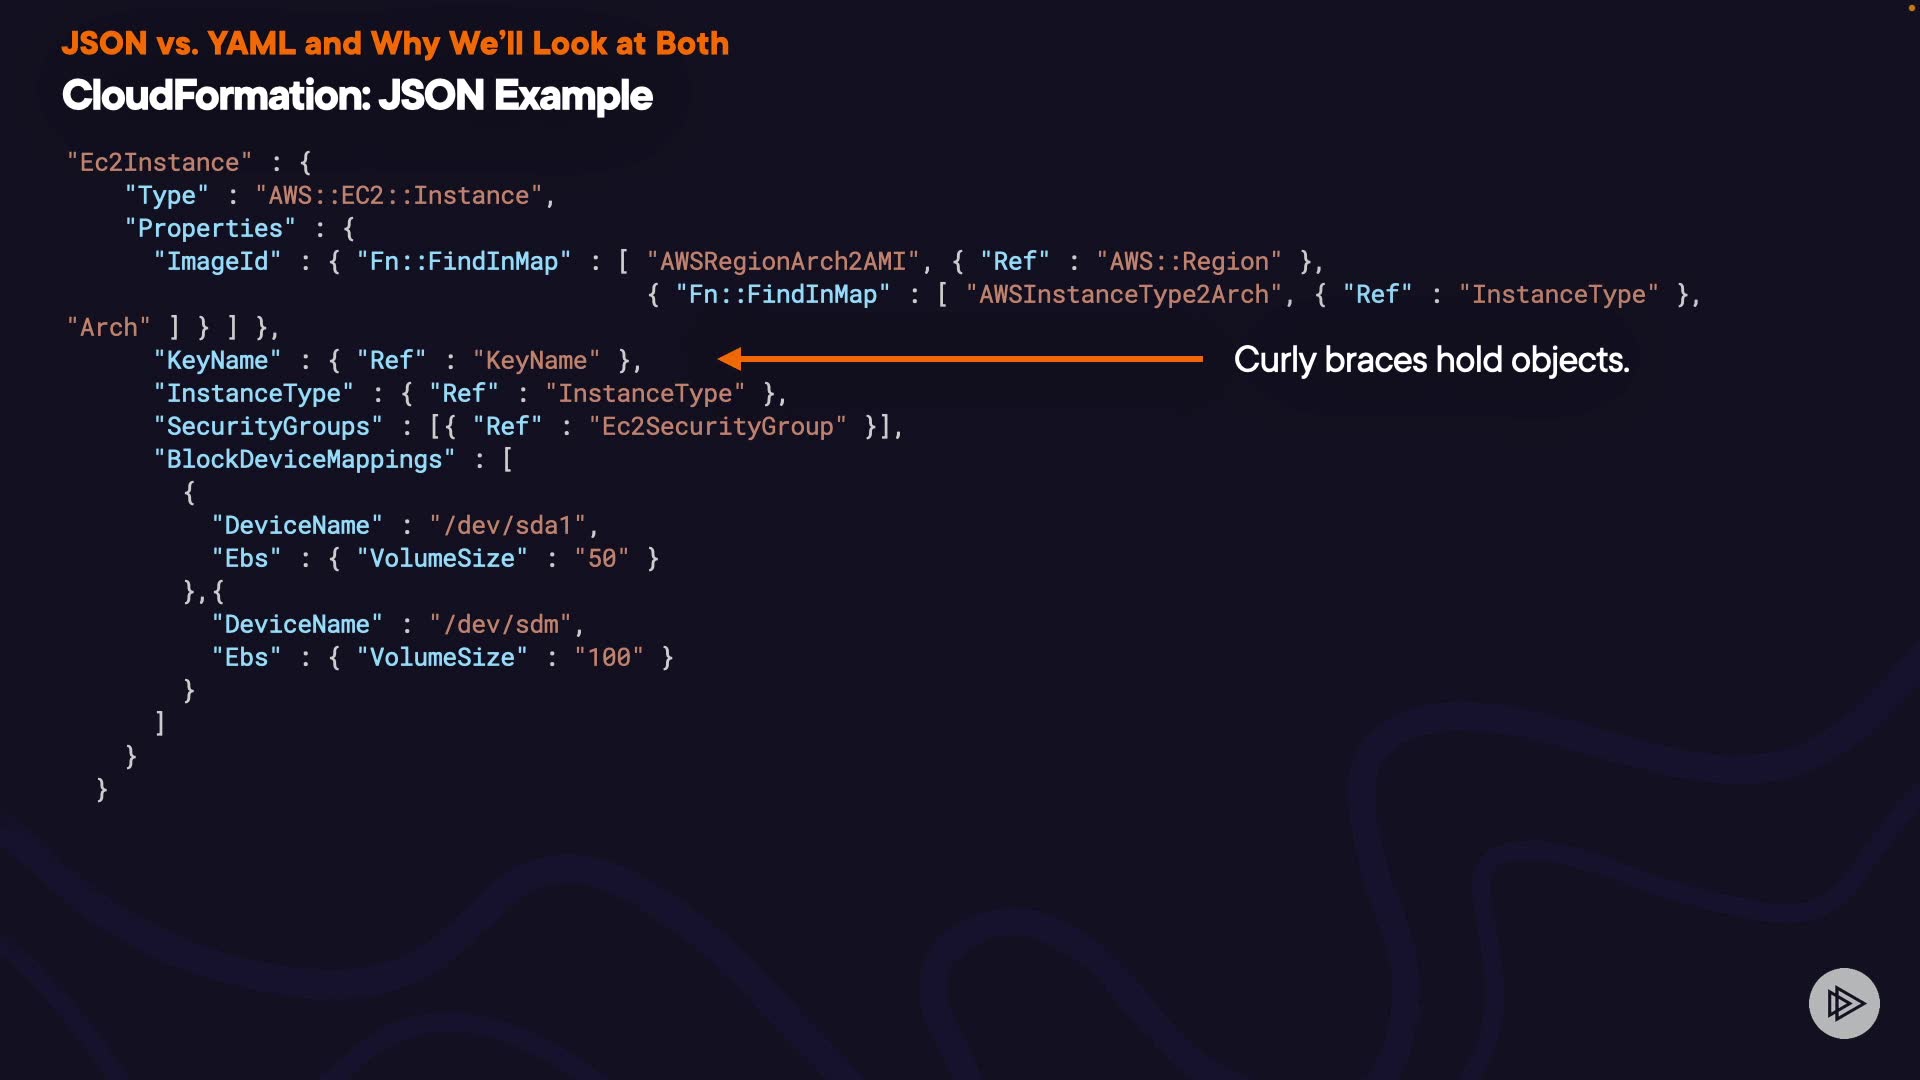 JSON vs. YAML and Why We'll Look at Both
CloudFormation: JSON Example
"Ec2Instance" : {
    "Type" : "AWS::EC2::Instance",
    "Properties" : {
      "ImageId" : { "Fn::FindInMap" : [ "AWSRegionArch2AMI", { "Ref" : "AWS::Region" },
                                        { "Fn::FindInMap" : [ "AWSInstanceType2Arch", { "Ref" : "InstanceType" },
"Arch" ] } ] },
      "KeyName" : { "Ref" : "KeyName" },
Curly braces hold objects.
      "InstanceType" : { "Ref" : "InstanceType" },
      "SecurityGroups" : [{ "Ref" : "Ec2SecurityGroup" }],
      "BlockDeviceMappings" : [
        {
          "DeviceName" : "/dev/sda1",
          "Ebs" : { "VolumeSize" : "50" }
        },{
          "DeviceName" : "/dev/sdm",
          "Ebs" : { "VolumeSize" : "100" }
        }
      ]
    }
  }